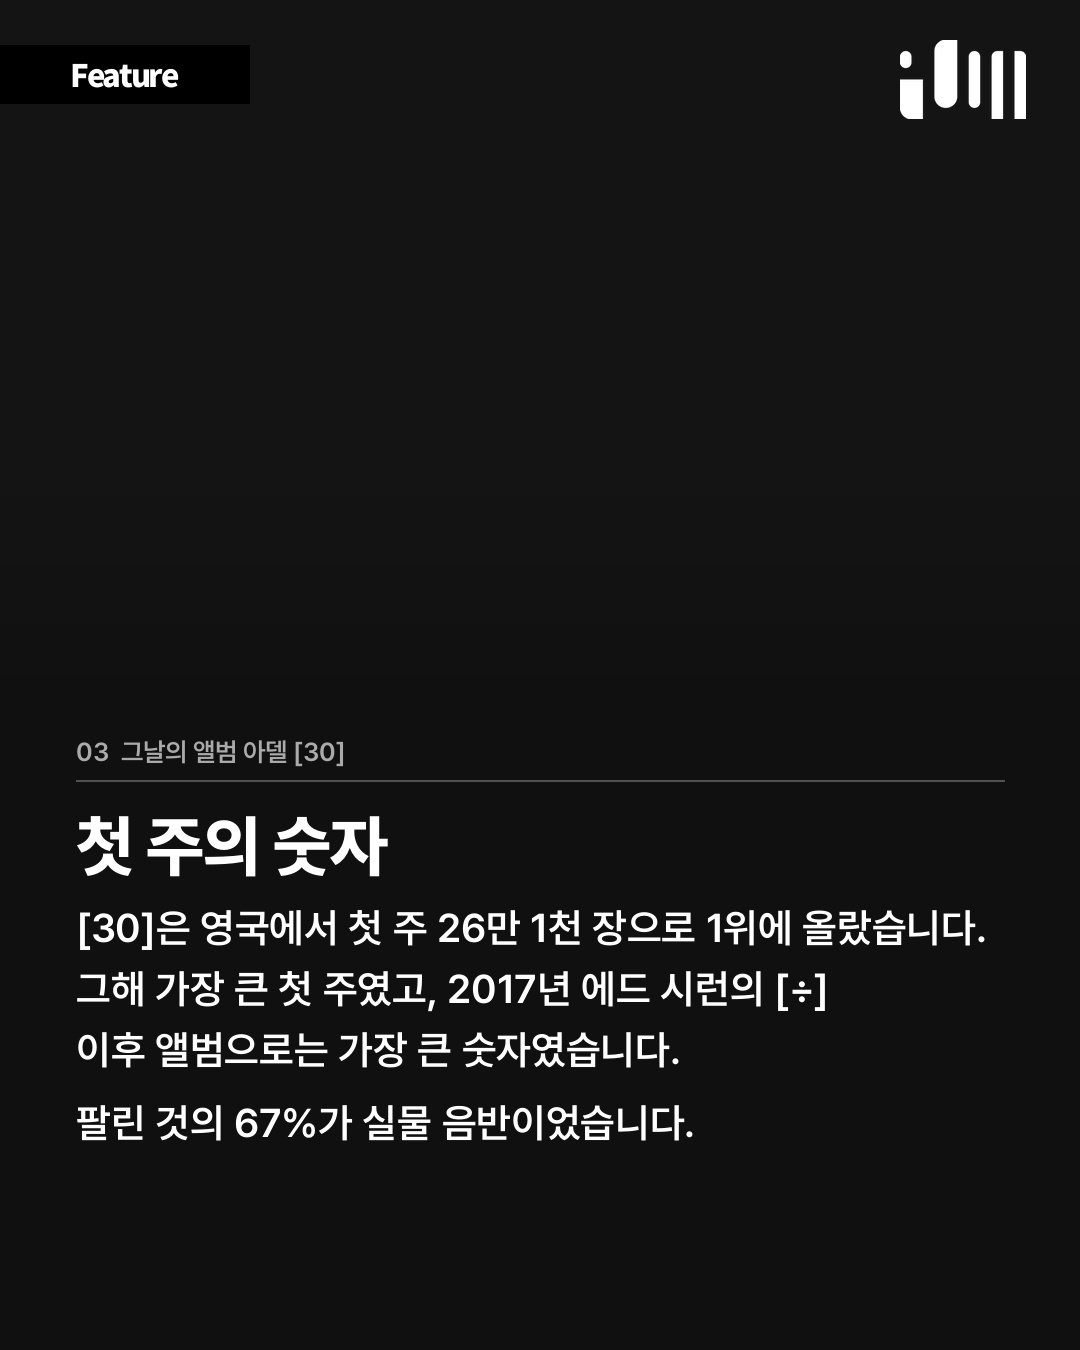 Feature
03 그날의 앨범 아델 [30]
첫 주의 숫자
[30]은 영국에서 첫 주 26만 1천 장으로 1위에 올랐습니다.
그해 가장 큰 첫 주였고, 2017년 에드 시런의 [÷]
이후 앨범으로는 가장 큰 숫자였습니다.
팔린 것의 67%가 실물 음반이었습니다.